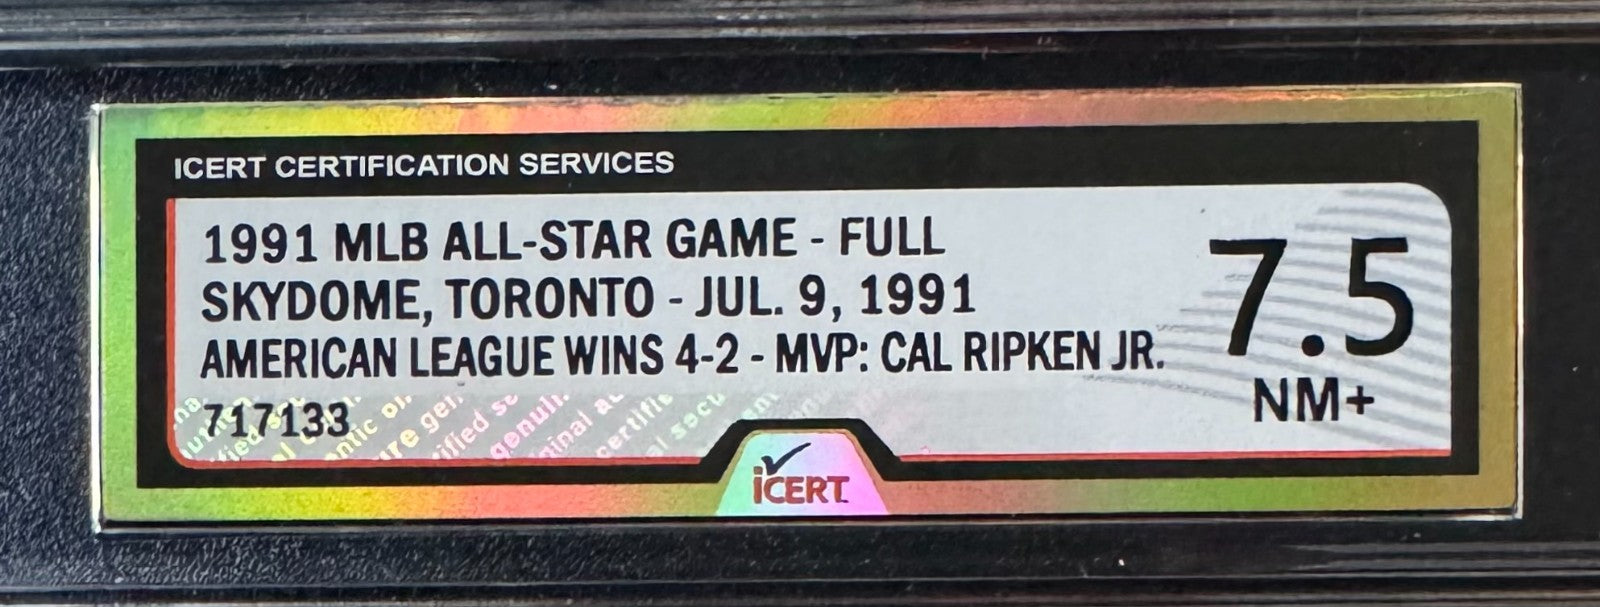 ICERT CERTIFICATION SERVICES
1991 MLB ALL-STAR GAME - FULL
SKYDOME, TORONTO - JUL. 9, 1991
AMERICAN LEAGUE WINS 4-2 - MVP: CAL RIPKEN JR.
717133
7.5
NM+
iCERT